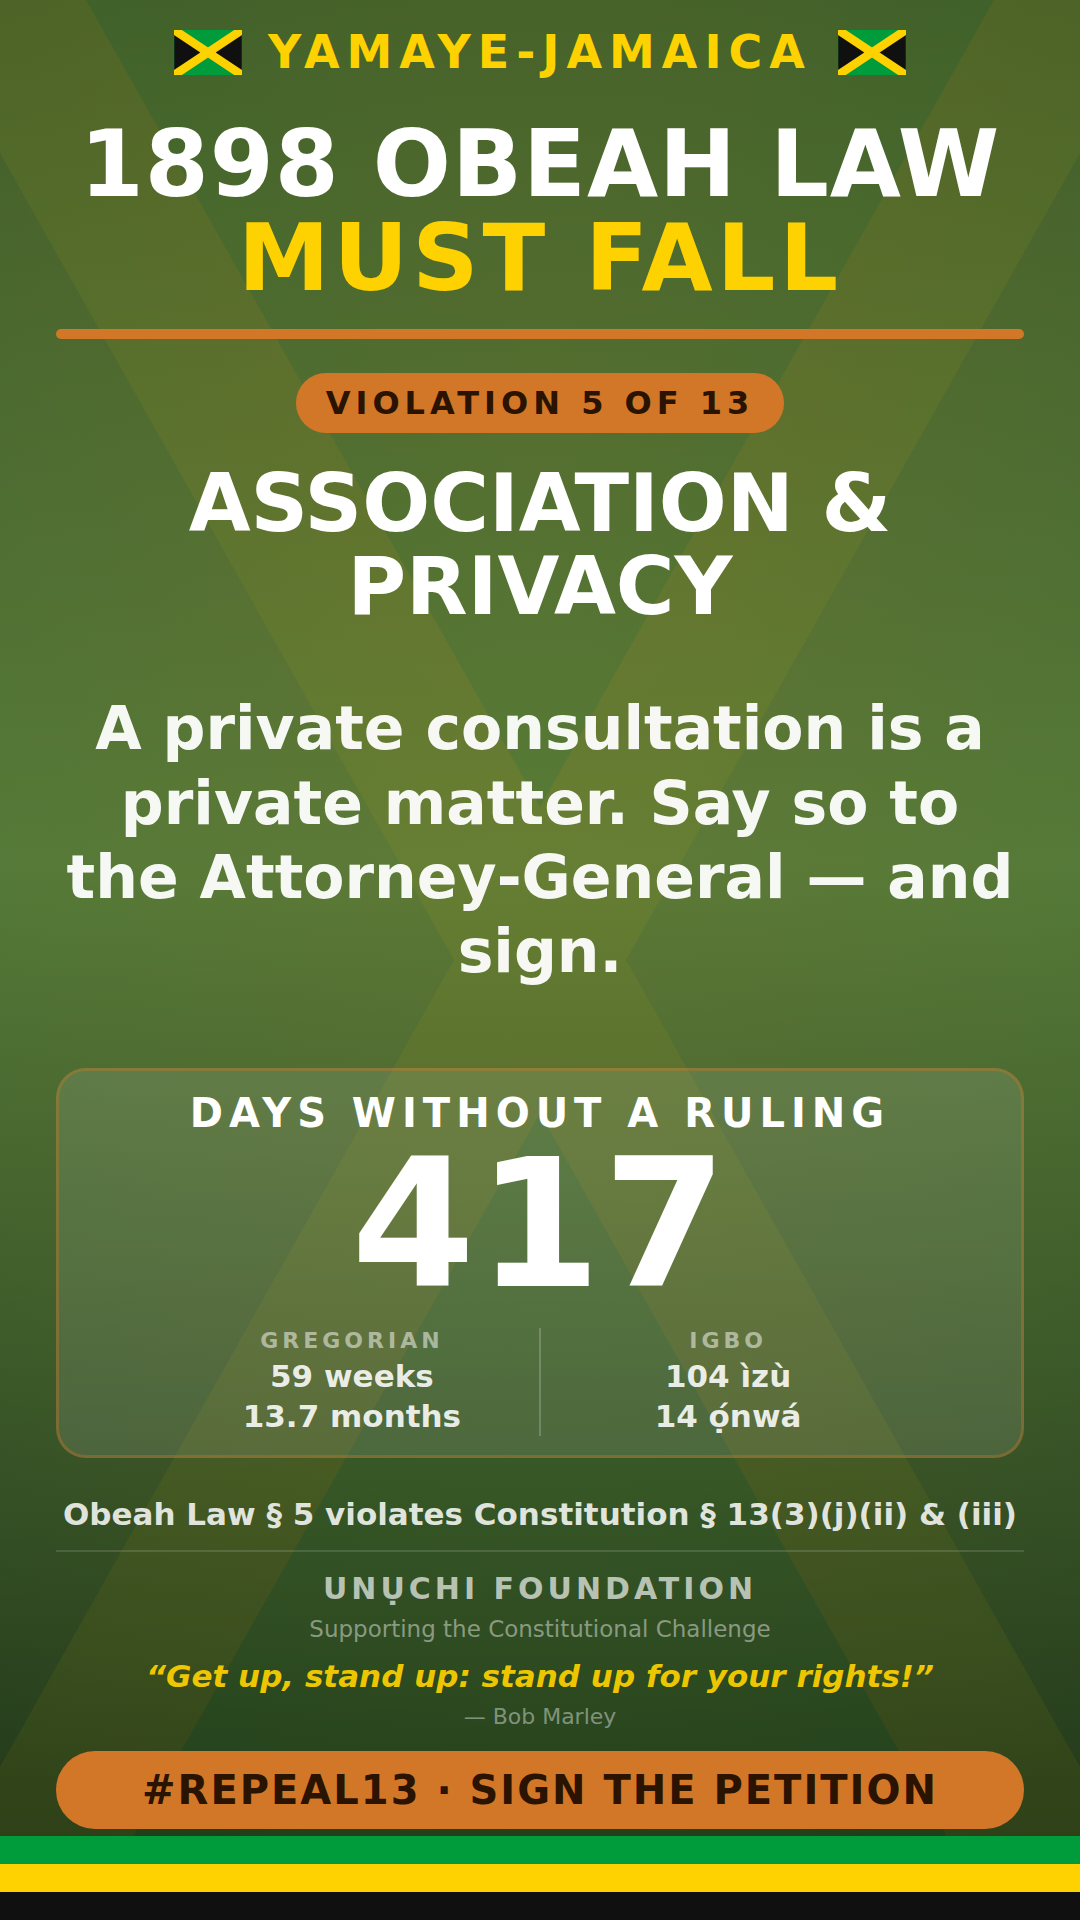 YAMAYE-JAMAICA
1898 OBEAH LAW
MUST FALL
VIOLATION 5 OF 13
ASSOCIATION &
PRIVACY
A private consultation is a
private matter. Say so to
the Attorney-General — and
sign.
DAYS WITHOUT A RULING
417
GREGORIAN
59 weeks
13.7 months
IGBO
104 ìzù
14 ọ́nwá
Obeah Law § 5 violates Constitution § 13(3)(j)(ii) & (iii)
UNỤCHI FOUNDATION
Supporting the Constitutional Challenge
“Get up, stand up: stand up for your rights!”
— Bob Marley
#REPEAL13 · SIGN THE PETITION